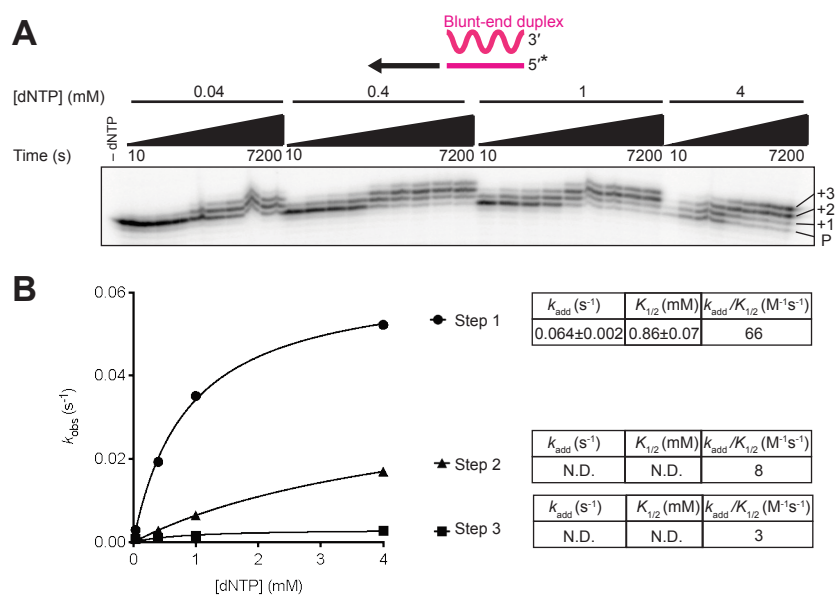 A
Blunt-end duplex
3′
5′*
[dNTP] (mM) 0.04 0.4 1 4
– dNTP
Time (s) 10 7200 10 7200 10 7200 10 7200
+3
+2
+1
P
B
0.06
0.04
0.02
0.00
kobs (s-1)
0 1 2 3 4
[dNTP] (mM)
Step 1
kadd (s-1) K1/2 (mM) kadd/K1/2 (M-1s-1)
0.064±0.002 0.86±0.07 66
Step 2
kadd (s-1) K1/2 (mM) kadd/K1/2 (M-1s-1)
N.D. N.D. 8
Step 3
kadd (s-1) K1/2 (mM) kadd/K1/2 (M-1s-1)
N.D. N.D. 3